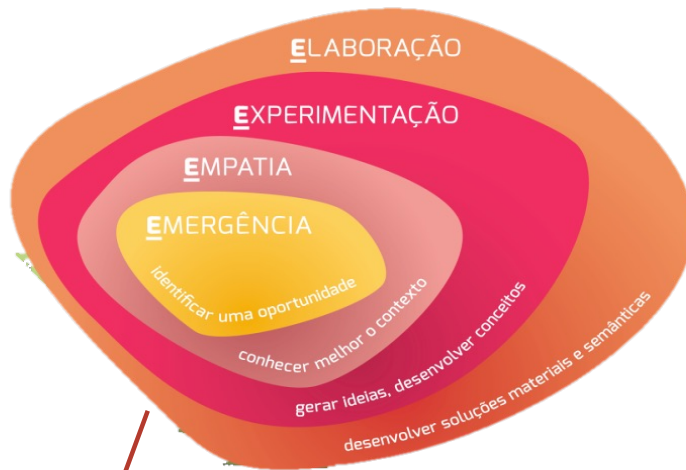 ELABORAÇÃO
EXPERIMENTAÇÃO
EMPATIA
EMERGÊNCIA
identificar uma oportunidade
conhecer melhor o contexto
gerar ideias, desenvolver conceitos
desenvolver soluções materiais e semânticas